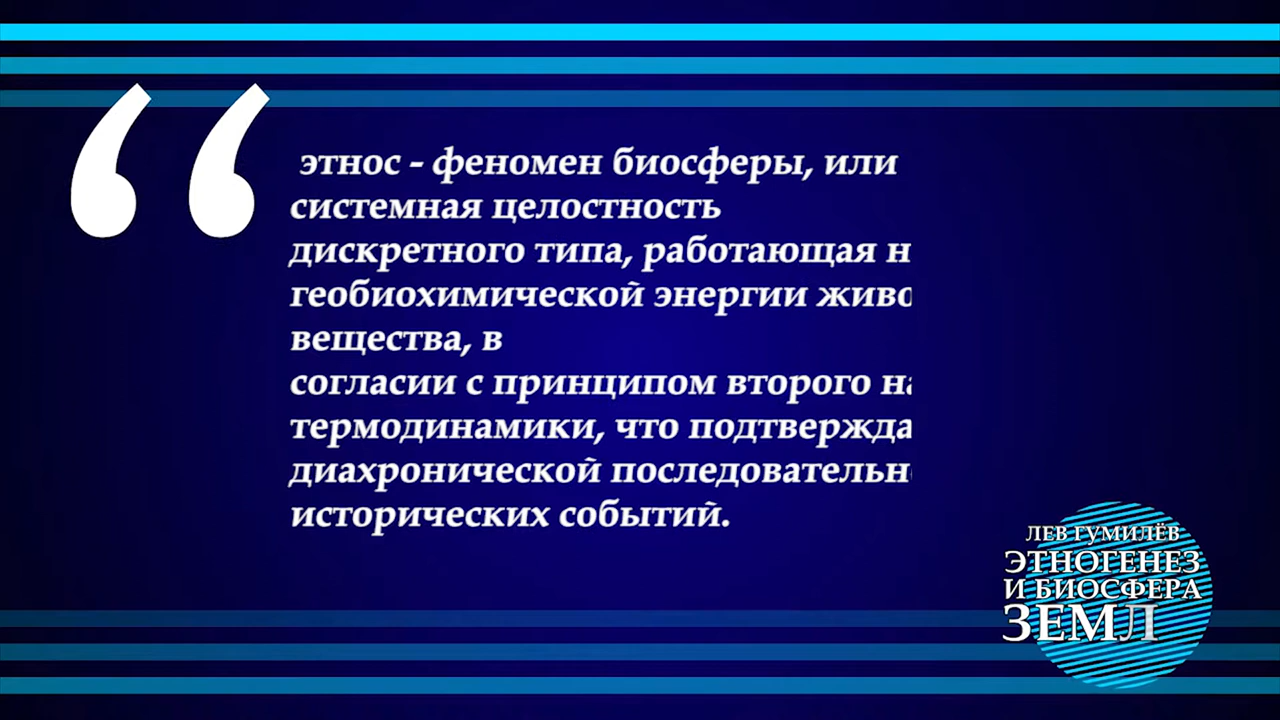 этнос - феномен биосферы, или
системная целостность
дискретного типа, работающая н
геобиохимической энергии живо
вещества, в
согласии с принципом второго на
термодинамики, что подтвержда
диахронической последовательн
исторических событий.
ЛЕВ ГУМИЛЁВ
ЭТНОГЕНЕЗ
И БИОСФЕРА
ЗЕМЛ